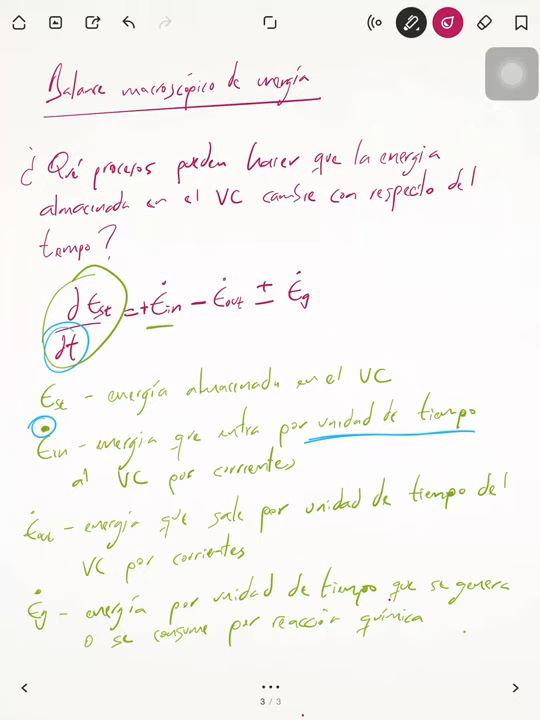 Balance macroscópico de energía
¿Qué procesos pueden hacer que la energía
almacenada en el VC cambie con respecto del
tiempo?
dEst/dt = +Ėin − Ėout ± Ėg
Est - energía almacenada en el VC
Ėin - energía que entra por unidad de tiempo
al VC por corrientes
Ėout - energía que sale por unidad de tiempo del
VC por corrientes
Ėg - energía por unidad de tiempo que se genera
o se consume por reacción química
3 / 3